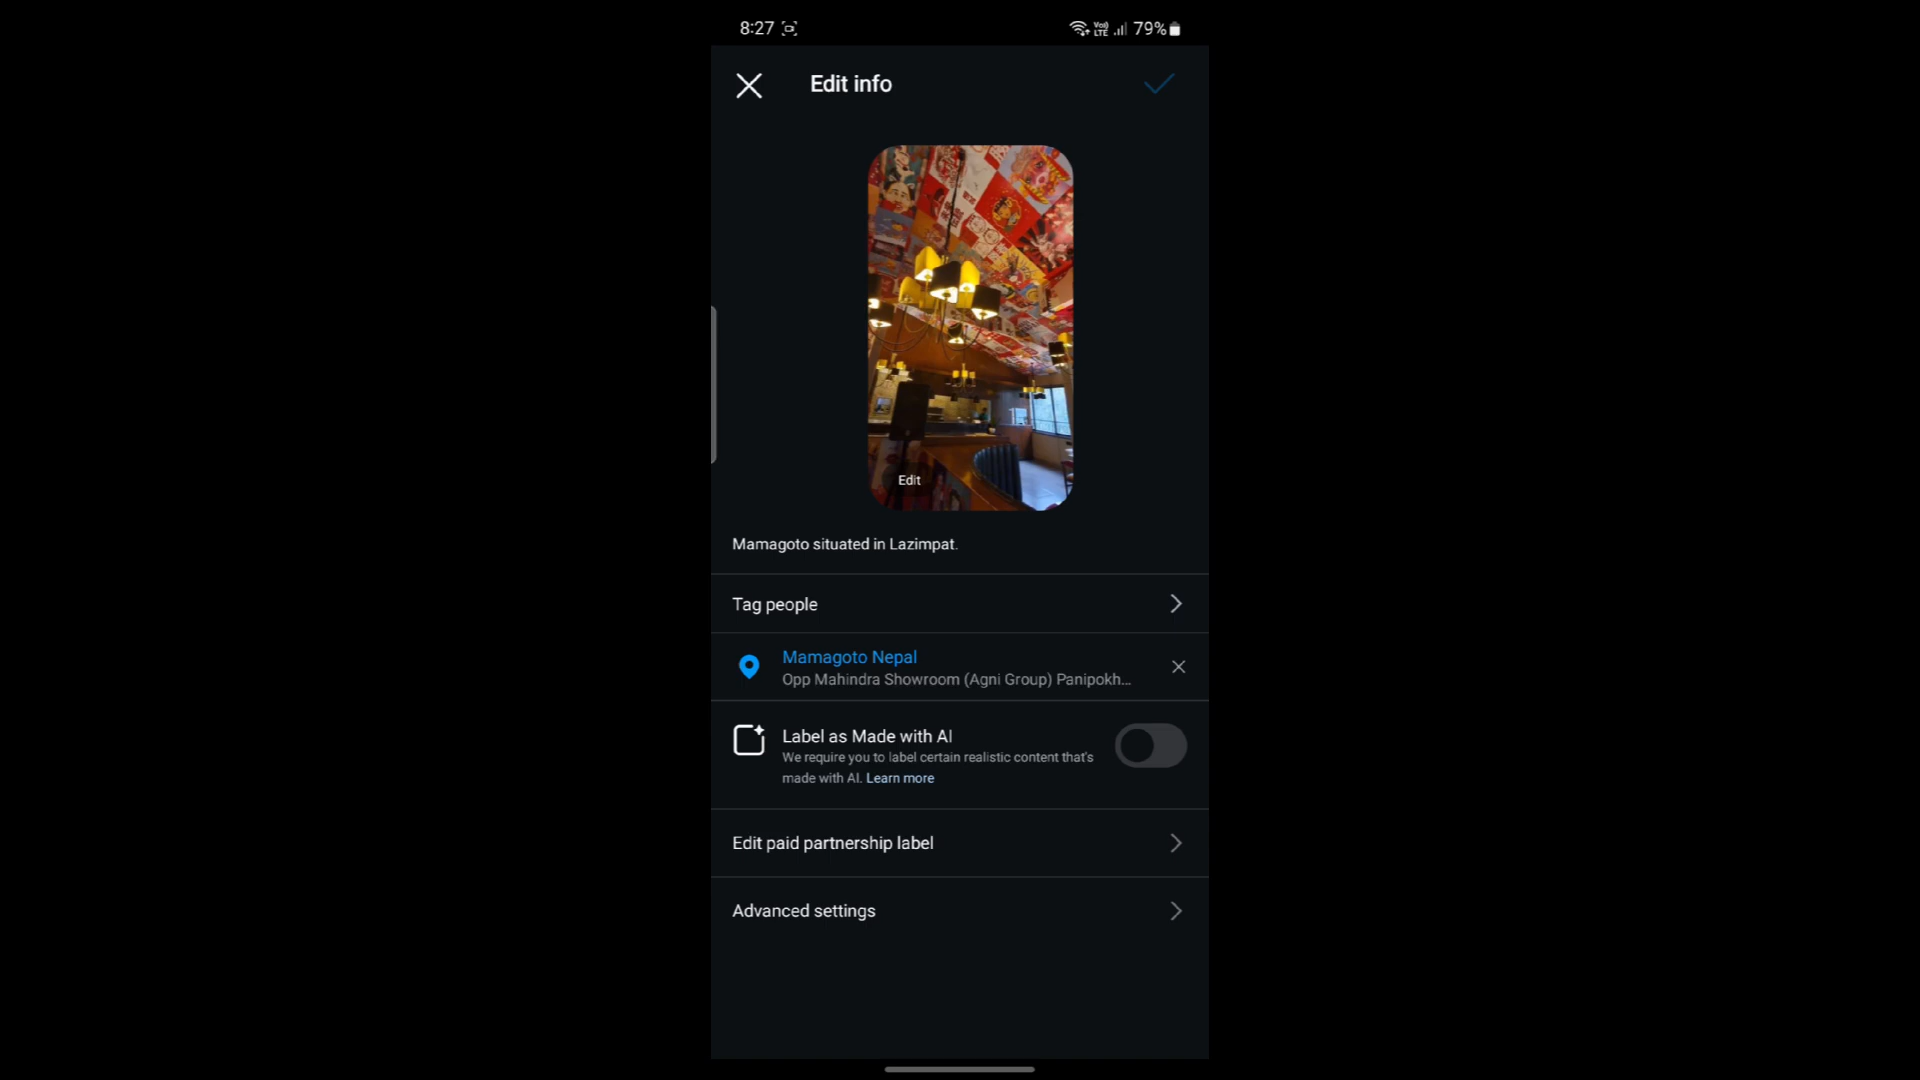 8:27
Vo)) LTE 79%
Edit info
Edit
Mamagoto situated in Lazimpat.
Tag people
Mamagoto Nepal
Opp Mahindra Showroom (Agni Group) Panipokh...
Label as Made with AI
We require you to label certain realistic content that's
made with AI. Learn more
Edit paid partnership label
Advanced settings